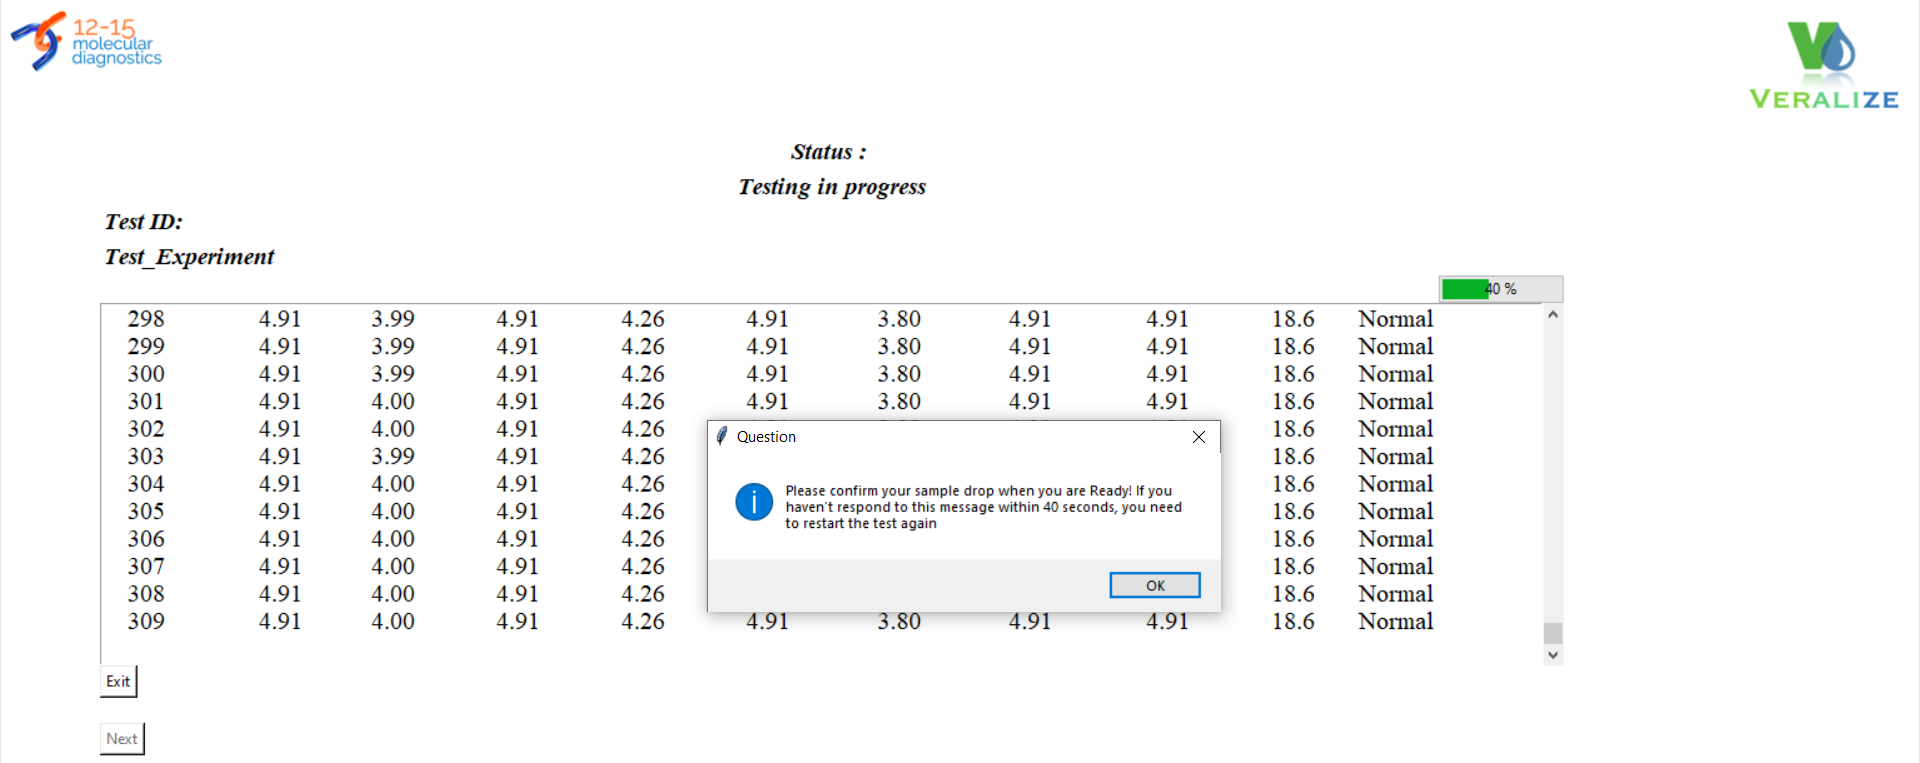 12-15
molecular
diagnostics
VERALIZE
Status :
Testing in progress
Test ID:
Test_Experiment
40 %
298 4.91 3.99 4.91 4.26 4.91 3.80 4.91 4.91 18.6 Normal
299 4.91 3.99 4.91 4.26 4.91 3.80 4.91 4.91 18.6 Normal
300 4.91 3.99 4.91 4.26 4.91 3.80 4.91 4.91 18.6 Normal
301 4.91 4.00 4.91 4.26 4.91 3.80 4.91 4.91 18.6 Normal
302 4.91 4.00 4.91 4.26 18.6 Normal
303 4.91 3.99 4.91 4.26 18.6 Normal
304 4.91 4.00 4.91 4.26 18.6 Normal
305 4.91 4.00 4.91 4.26 18.6 Normal
306 4.91 4.00 4.91 4.26 18.6 Normal
307 4.91 4.00 4.91 4.26 18.6 Normal
308 4.91 4.00 4.91 4.26 18.6 Normal
309 4.91 4.00 4.91 4.26 4.91 3.80 4.91 4.91 18.6 Normal
Question
Please confirm your sample drop when you are Ready! If you
haven't respond to this message within 40 seconds, you need
to restart the test again
OK
Exit
Next